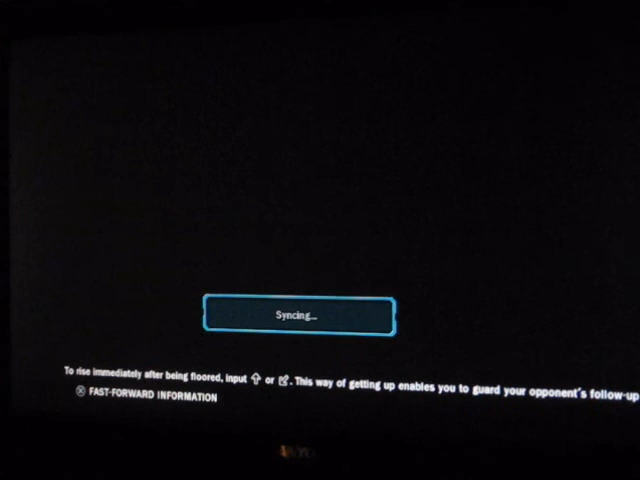 Syncing...
To rise immediately after being floored, input ⇧ or . This way of getting up enables you to guard your opponent's follow-up
ⓧ FAST-FORWARD INFORMATION